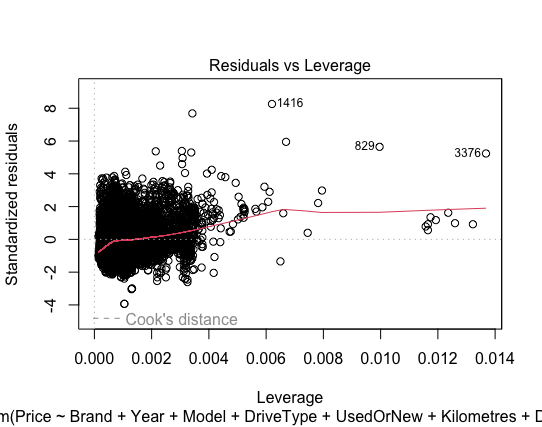 Residuals vs Leverage
Standardized residuals
8
6
4
2
0
-2
-4
1416
829
3376
Cook's distance
0.000 0.002 0.004 0.006 0.008 0.010 0.012 0.014
Leverage
m(Price ~ Brand + Year + Model + DriveType + UsedOrNew + Kilometres + D